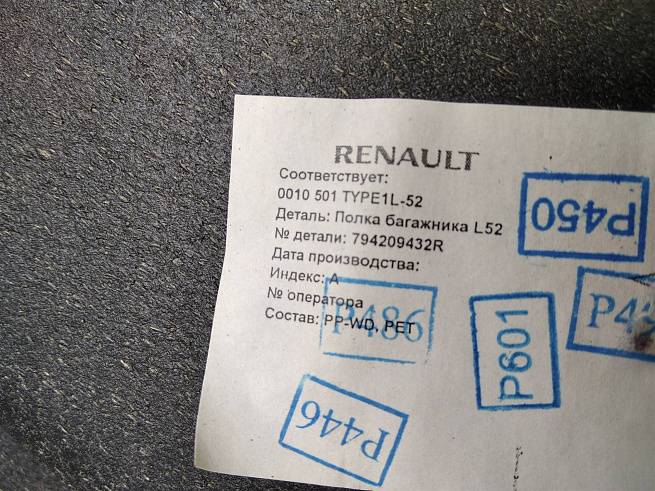 RENAULT
Соответствует:
0010 501 TYPE1L-52
Деталь: Полка багажника L52
№ детали: 794209432R
Дата производства:
Индекс: A
№ оператора
Состав: PP-WD, PET
P450
P486
P601
P446